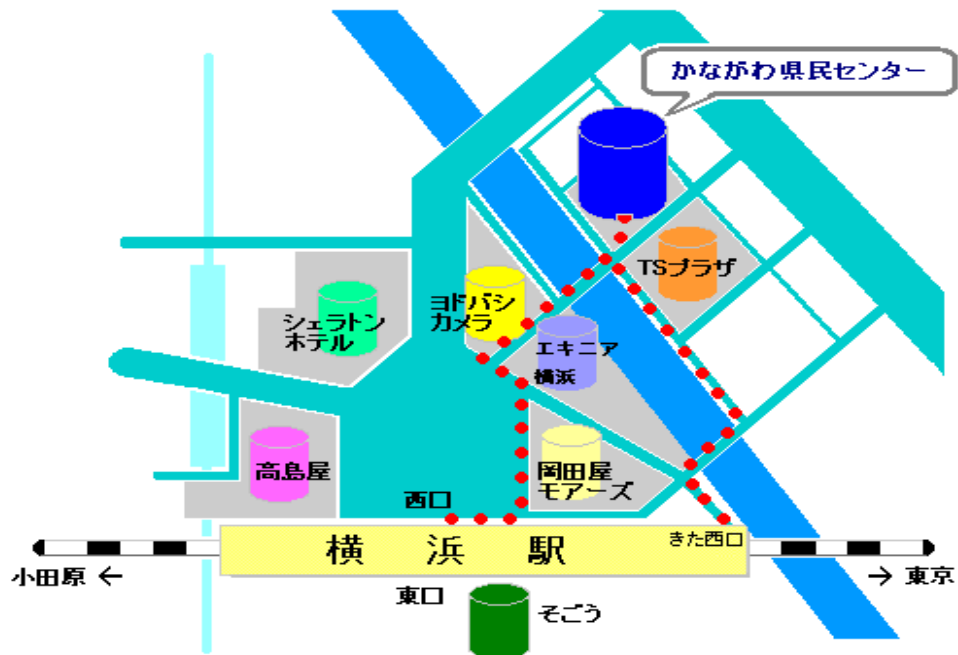 かながわ県民センター
TSプラザ
ヨドバシ
カメラ
シェラトン
ホテル
エキニア
横浜
高島屋
岡田屋
モアーズ
西口
きた西口
横浜駅
小田原 ←
→ 東京
東口
そごう